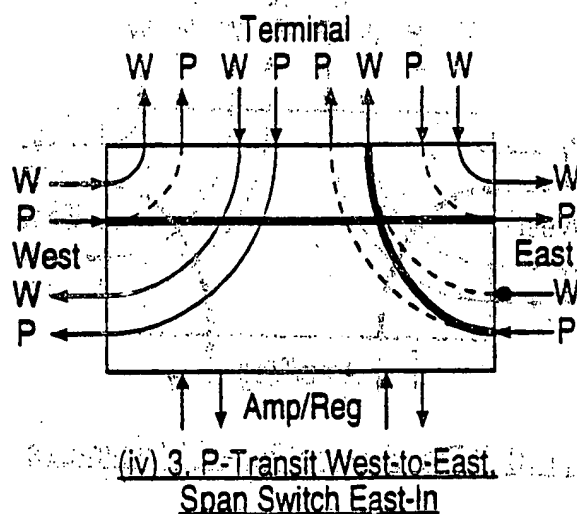 Terminal
W P W P P W P W
W W
P P
West East
W W
P P
Amp/Reg
(iv) 3. P-Transit West-to-East,
Span Switch East-In